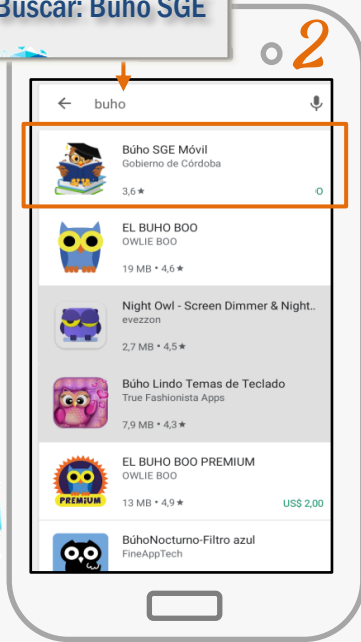 Buscar: Buho SGE
2
← buho
Búho SGE Móvil
Gobierno de Córdoba
3,6 ★
EL BUHO BOO
OWLIE BOO
19 MB • 4,6 ★
Night Owl - Screen Dimmer & Night..
evezzon
2,7 MB • 4,5 ★
Búho Lindo Temas de Teclado
True Fashionista Apps
7,9 MB • 4,3 ★
EL BUHO BOO PREMIUM
OWLIE BOO
PREMIUM
13 MB • 4,9 ★ US$ 2,00
BúhoNocturno-Filtro azul
FineAppTech